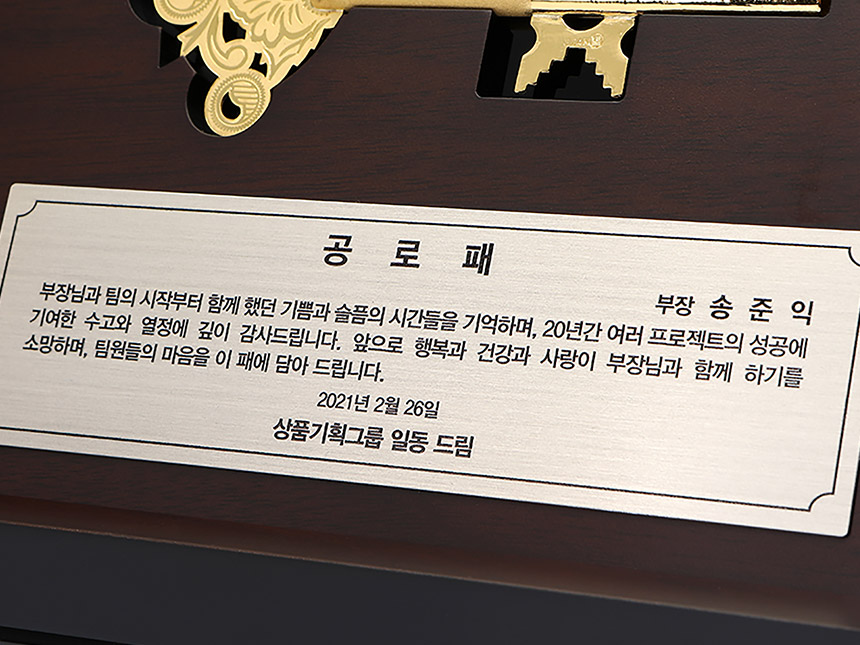 공 로 패
부장 송 준 익
부장님과 팀의 시작부터 함께 했던 기쁨과 슬픔의 시간들을 기억하며, 20년간 여러 프로젝트의 성공에
기여한 수고와 열정에 깊이 감사드립니다. 앞으로 행복과 건강과 사랑이 부장님과 함께 하기를
소망하며, 팀원들의 마음을 이 패에 담아 드립니다.
2021년 2월 26일
상품기획그룹 일동 드림